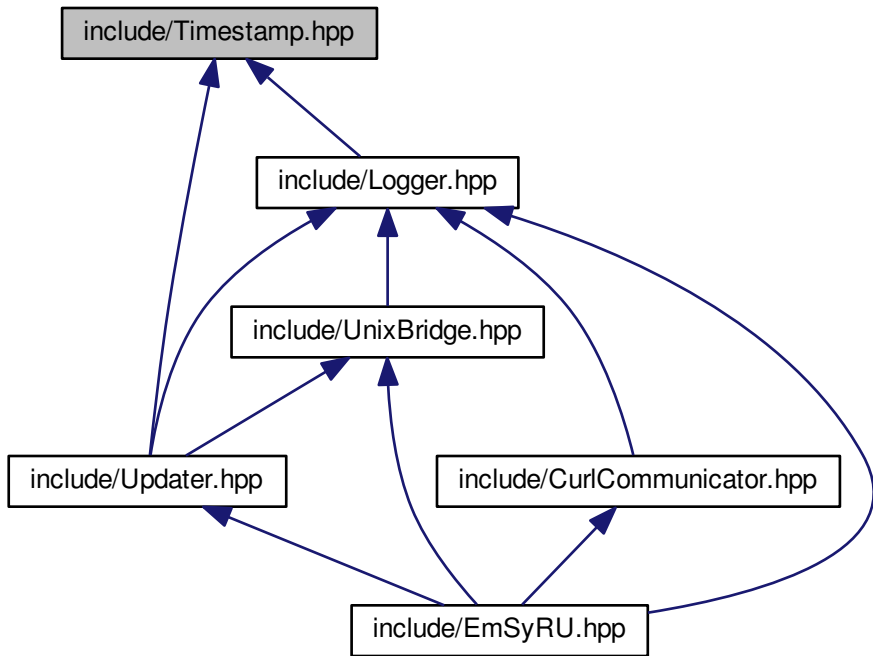 include/Timestamp.hpp
include/Logger.hpp
include/UnixBridge.hpp
include/Updater.hpp
include/CurlCommunicator.hpp
include/EmSyRU.hpp